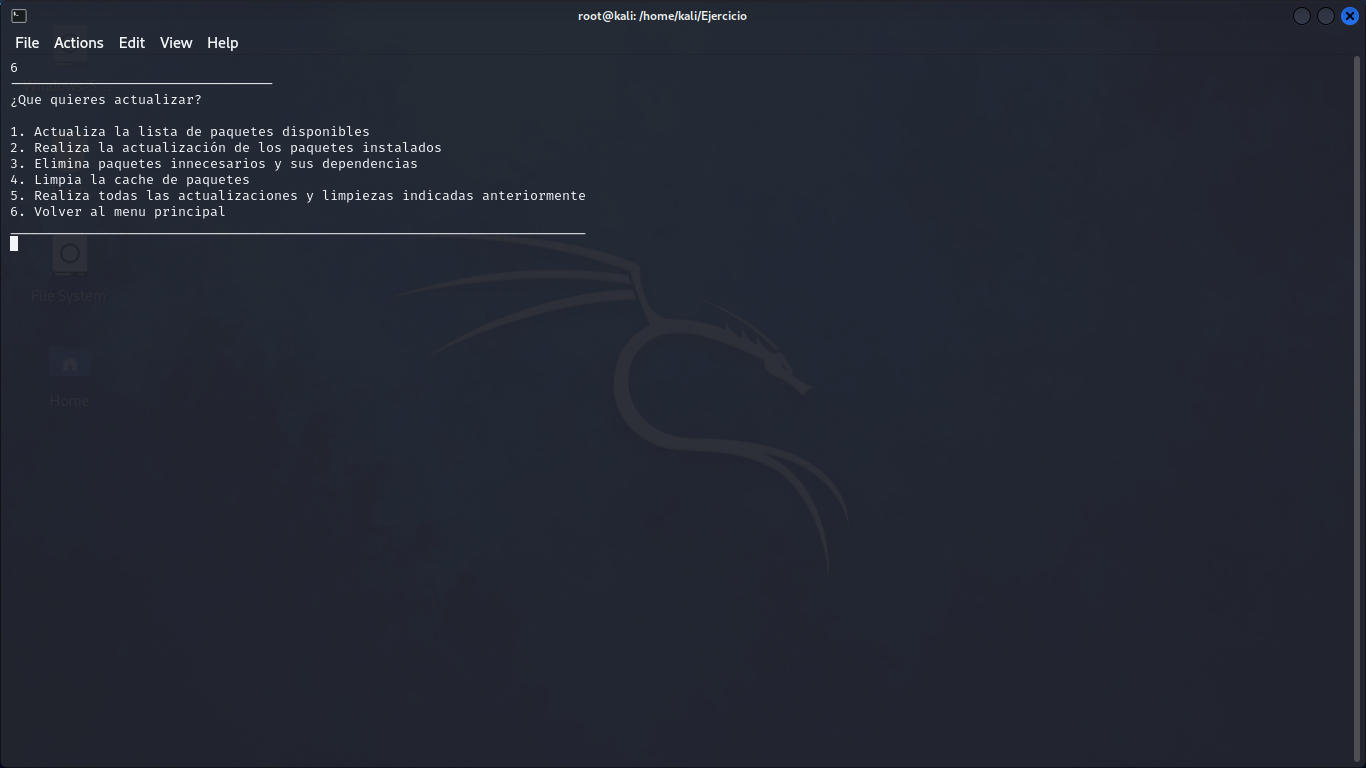 root@kali: /home/kali/Ejercicio
File Actions Edit View Help
6
¿Que quieres actualizar?
1. Actualiza la lista de paquetes disponibles
2. Realiza la actualización de los paquetes instalados
3. Elimina paquetes innecesarios y sus dependencias
4. Limpia la cache de paquetes
5. Realiza todas las actualizaciones y limpiezas indicadas anteriormente
6. Volver al menu principal
File System
Home